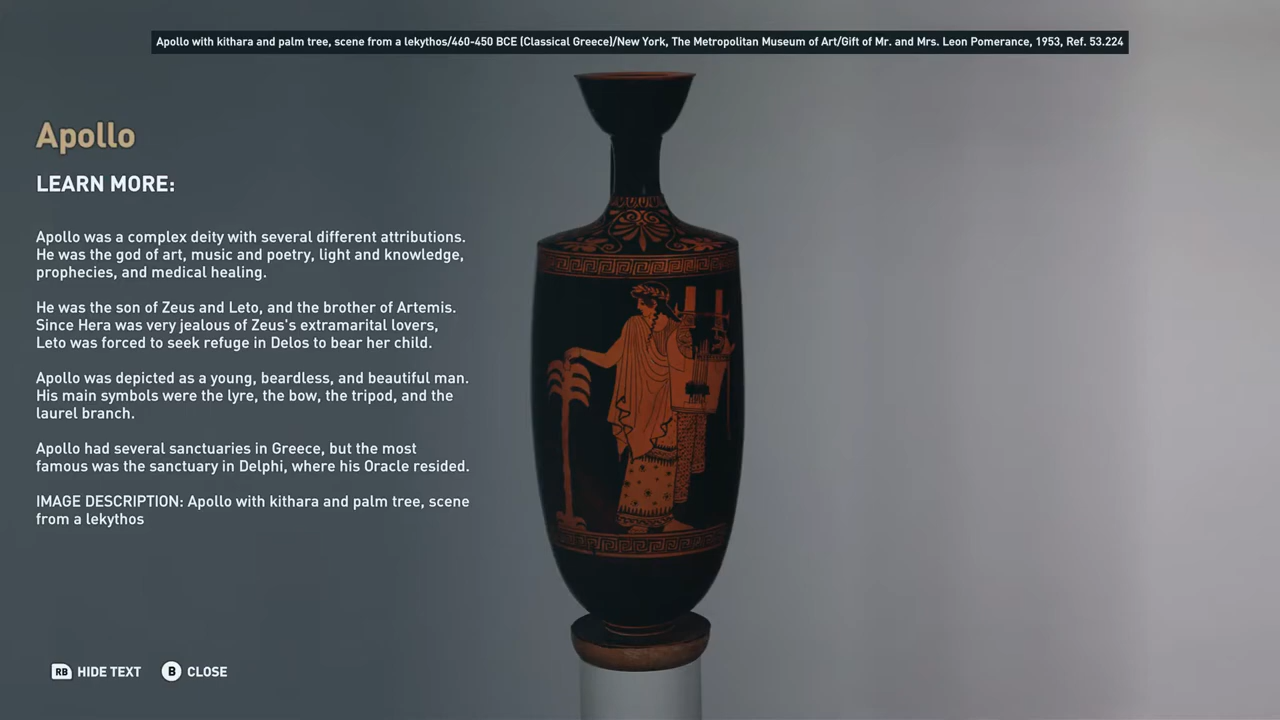 Apollo with kithara and palm tree, scene from a lekythos/460-450 BCE (Classical Greece)/New York, The Metropolitan Museum of Art/Gift of Mr. and Mrs. Leon Pomerance, 1953, Ref. 53.224
Apollo
LEARN MORE:
Apollo was a complex deity with several different attributions.
He was the god of art, music and poetry, light and knowledge,
prophecies, and medical healing.
He was the son of Zeus and Leto, and the brother of Artemis.
Since Hera was very jealous of Zeus's extramarital lovers,
Leto was forced to seek refuge in Delos to bear her child.
Apollo was depicted as a young, beardless, and beautiful man.
His main symbols were the lyre, the bow, the tripod, and the
laurel branch.
Apollo had several sanctuaries in Greece, but the most
famous was the sanctuary in Delphi, where his Oracle resided.
IMAGE DESCRIPTION: Apollo with kithara and palm tree, scene
from a lekythos
RB HIDE TEXT B CLOSE